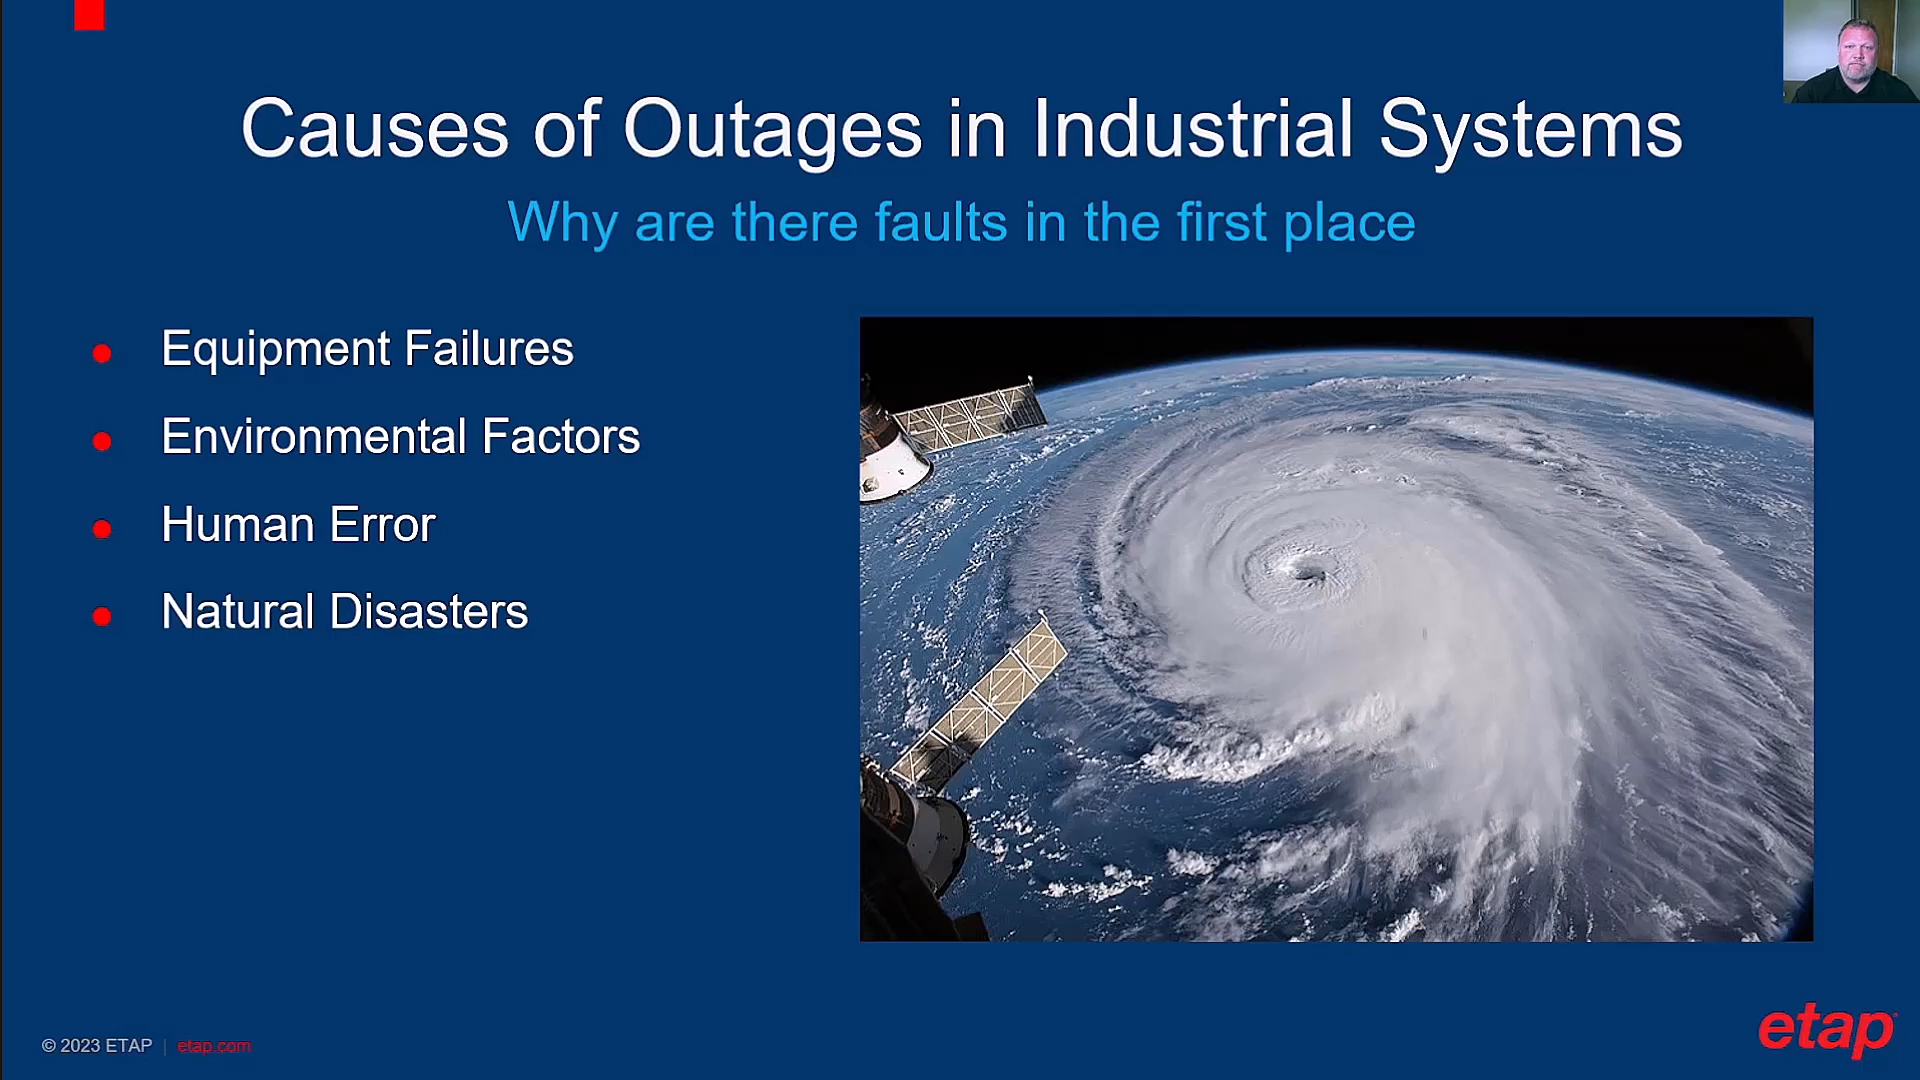 Causes of Outages in Industrial Systems
Why are there faults in the first place
Equipment Failures
Environmental Factors
Human Error
Natural Disasters
© 2023 ETAP | etap.com
etap